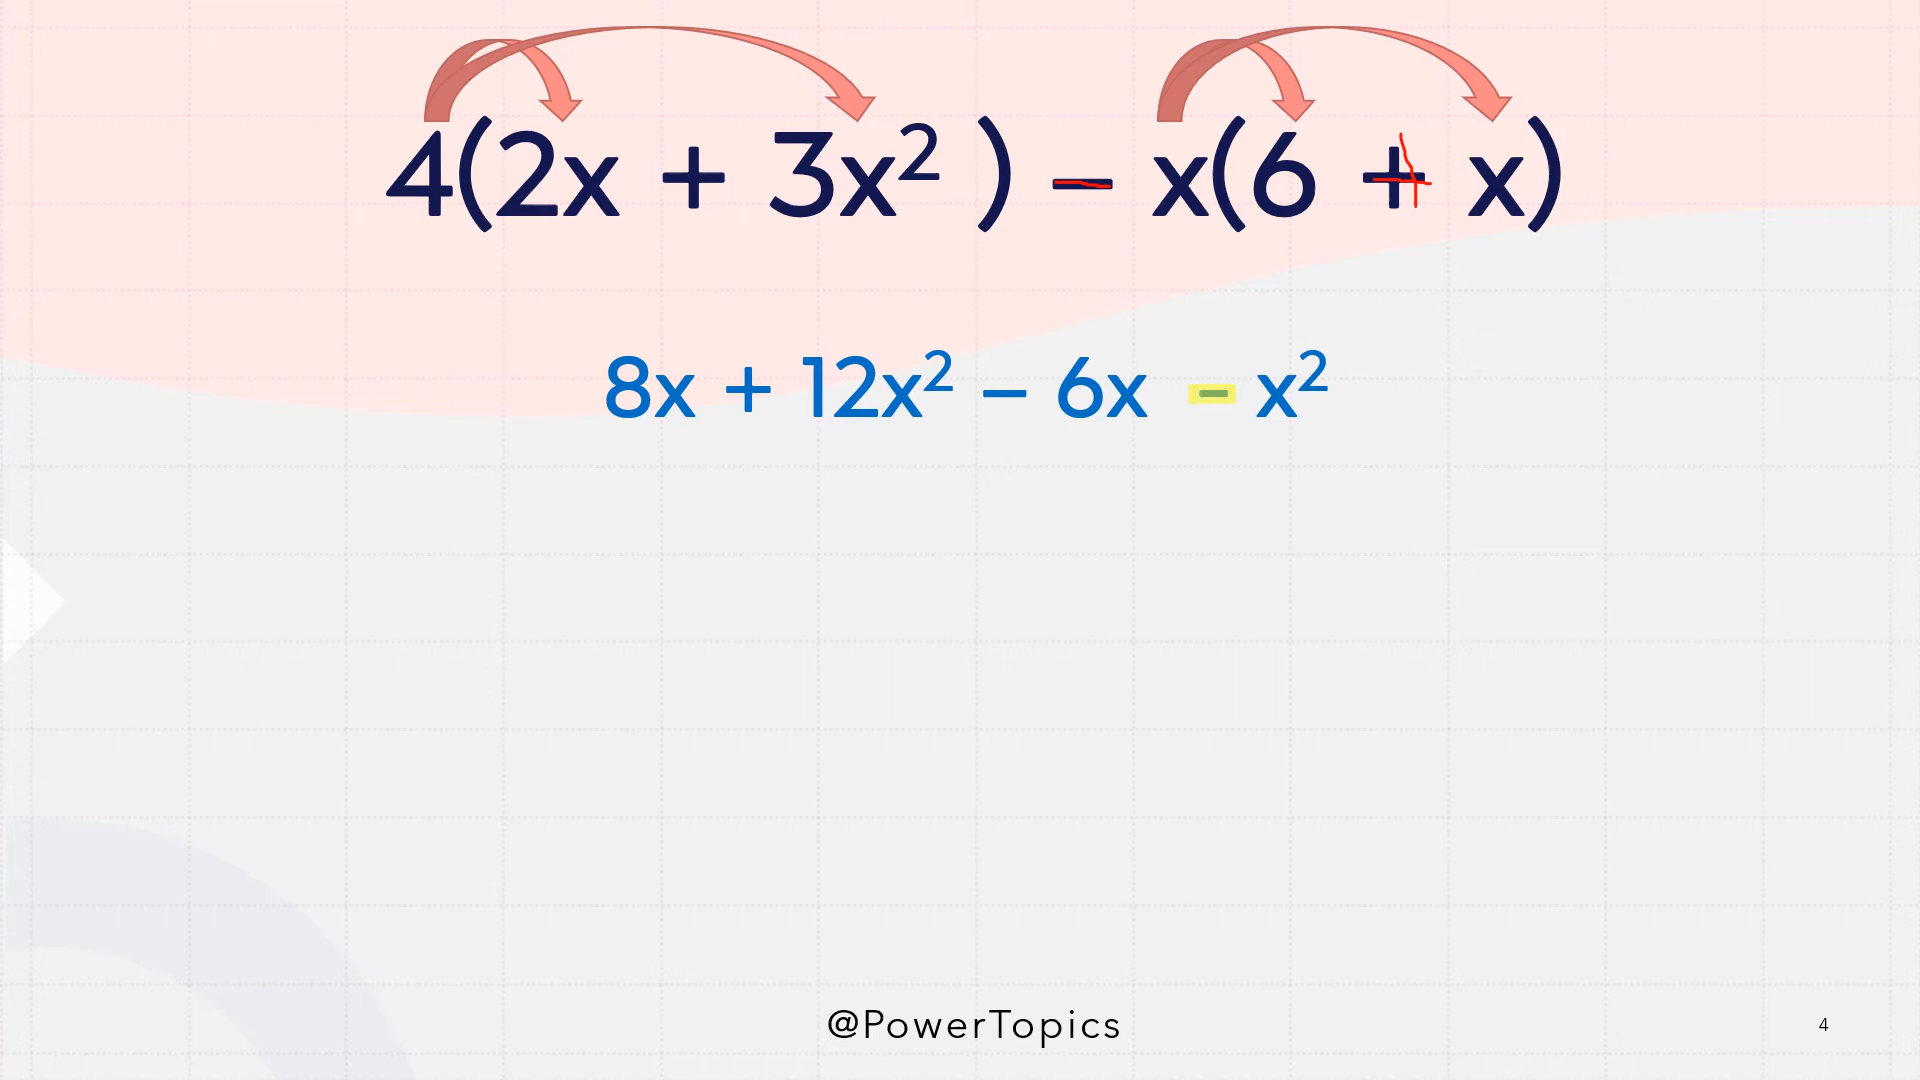 4(2x + 3x² ) – x(6 + x)
8x + 12x² – 6x – x²
@PowerTopics
4